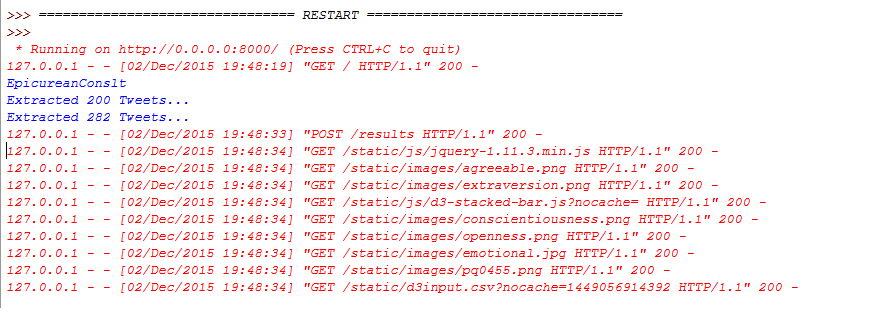 >>> ================================ RESTART ================================
>>>
* Running on http://0.0.0.0:8000/ (Press CTRL+C to quit)
127.0.0.1 - - [02/Dec/2015 19:48:19] "GET / HTTP/1.1" 200 -
EpicureanConslt
Extracted 200 Tweets...
Extracted 282 Tweets...
127.0.0.1 - - [02/Dec/2015 19:48:33] "POST /results HTTP/1.1" 200 -
127.0.0.1 - - [02/Dec/2015 19:48:34] "GET /static/js/jquery-1.11.3.min.js HTTP/1.1" 200 -
127.0.0.1 - - [02/Dec/2015 19:48:34] "GET /static/images/agreeable.png HTTP/1.1" 200 -
127.0.0.1 - - [02/Dec/2015 19:48:34] "GET /static/images/extraversion.png HTTP/1.1" 200 -
127.0.0.1 - - [02/Dec/2015 19:48:34] "GET /static/js/d3-stacked-bar.js?nocache= HTTP/1.1" 200 -
127.0.0.1 - - [02/Dec/2015 19:48:34] "GET /static/images/conscientiousness.png HTTP/1.1" 200 -
127.0.0.1 - - [02/Dec/2015 19:48:34] "GET /static/images/openness.png HTTP/1.1" 200 -
127.0.0.1 - - [02/Dec/2015 19:48:34] "GET /static/images/emotional.jpg HTTP/1.1" 200 -
127.0.0.1 - - [02/Dec/2015 19:48:34] "GET /static/images/pq0455.png HTTP/1.1" 200 -
127.0.0.1 - - [02/Dec/2015 19:48:34] "GET /static/d3input.csv?nocache=1449056914392 HTTP/1.1" 200 -